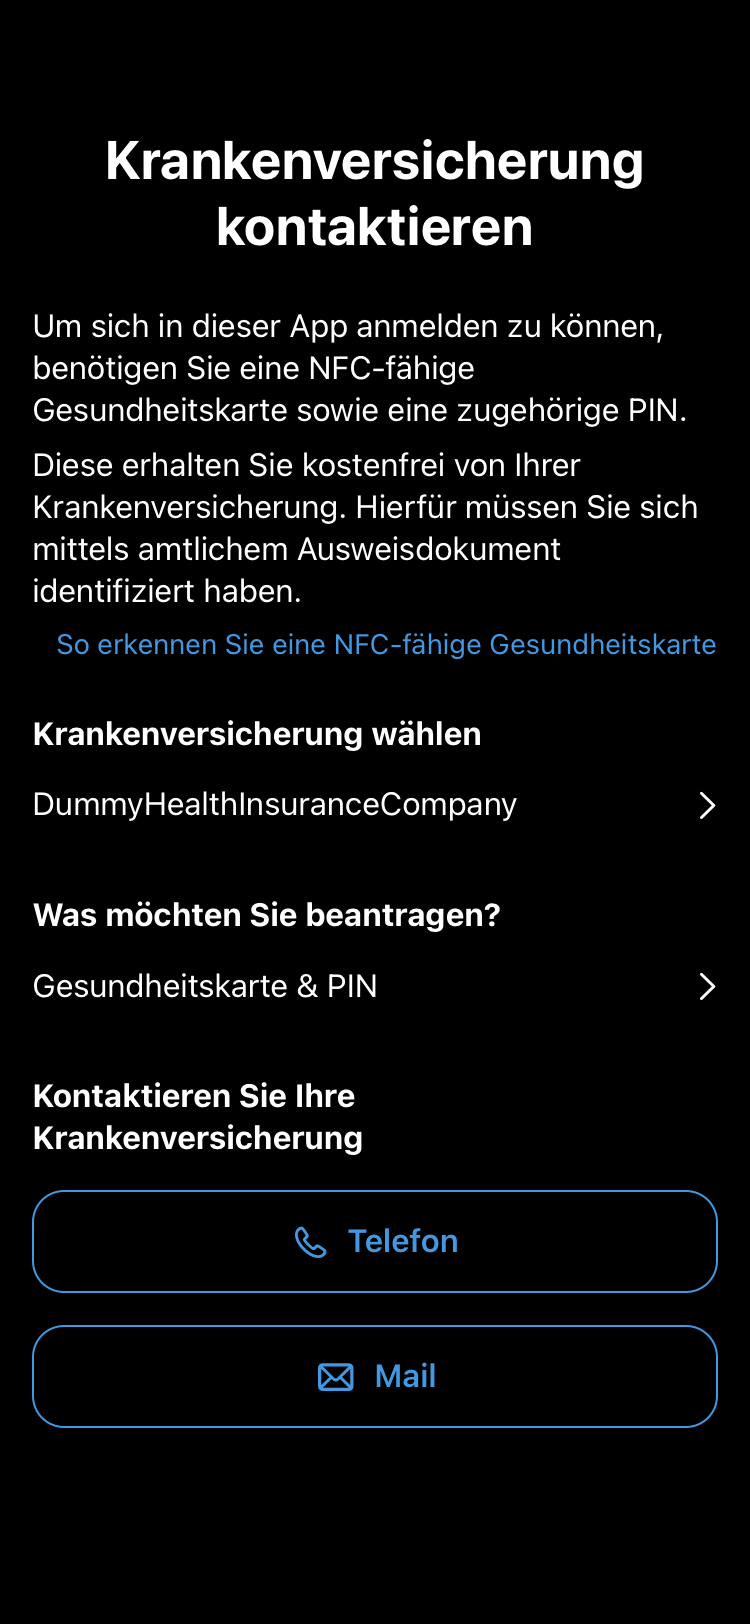 Krankenversicherung
kontaktieren
Um sich in dieser App anmelden zu können,
benötigen Sie eine NFC-fähige
Gesundheitskarte sowie eine zugehörige PIN.
Diese erhalten Sie kostenfrei von Ihrer
Krankenversicherung. Hierfür müssen Sie sich
mittels amtlichem Ausweisdokument
identifiziert haben.
So erkennen Sie eine NFC-fähige Gesundheitskarte
Krankenversicherung wählen
DummyHealthInsuranceCompany
Was möchten Sie beantragen?
Gesundheitskarte & PIN
Kontaktieren Sie Ihre
Krankenversicherung
Telefon
Mail